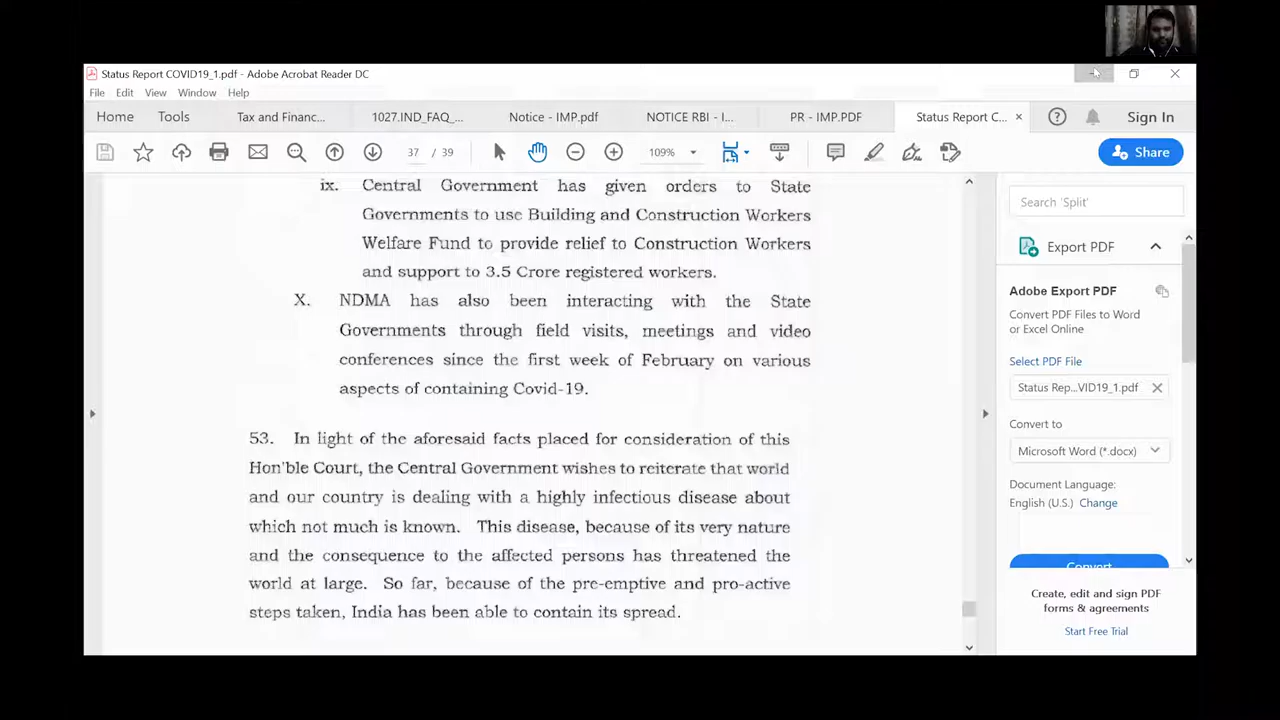 Status Report COVID19_1.pdf - Adobe Acrobat Reader DC
File Edit View Window Help
Home Tools Tax and Financ... 1027.IND_FAQ_... Notice - IMP.pdf NOTICE RBI - I... PR - IMP.PDF Status Report C... Sign In
37 / 39 109% Share
ix. Central Government has given orders to State
Governments to use Building and Construction Workers
Welfare Fund to provide relief to Construction Workers
and support to 3.5 Crore registered workers.
X. NDMA has also been interacting with the State
Governments through field visits, meetings and video
conferences since the first week of February on various
aspects of containing Covid-19.
53. In light of the aforesaid facts placed for consideration of this
Hon'ble Court, the Central Government wishes to reiterate that world
and our country is dealing with a highly infectious disease about
which not much is known. This disease, because of its very nature
and the consequence to the affected persons has threatened the
world at large. So far, because of the pre-emptive and pro-active
steps taken, India has been able to contain its spread.
Search 'Split'
Export PDF
Adobe Export PDF
Convert PDF Files to Word
or Excel Online
Select PDF File
Status Rep...VID19_1.pdf
Convert to
Microsoft Word (*.docx)
Document Language:
English (U.S.) Change
Convert
Create, edit and sign PDF
forms & agreements
Start Free Trial